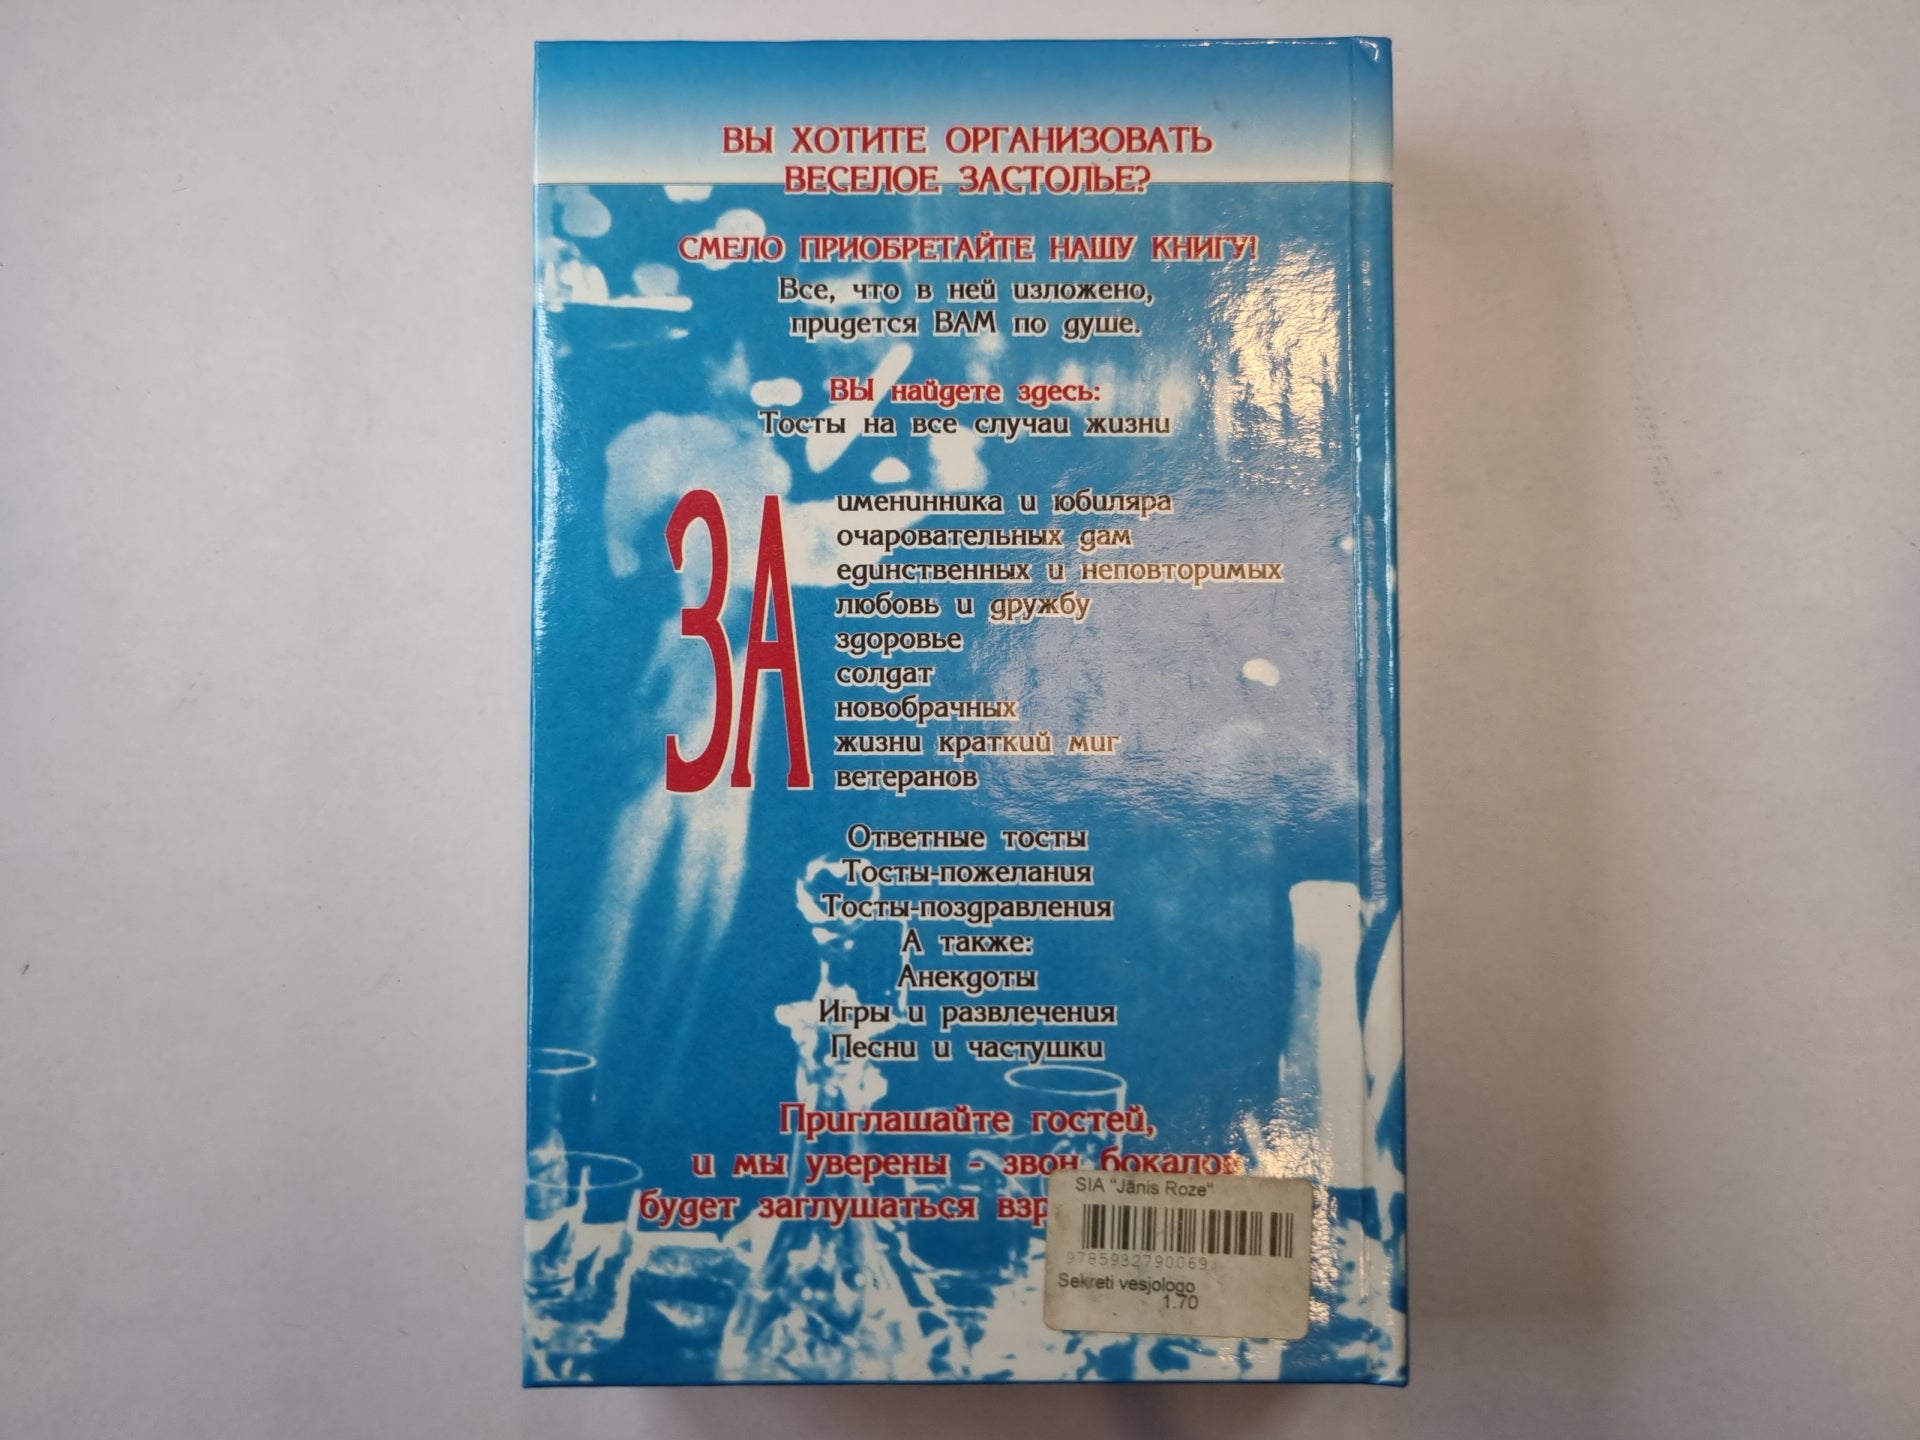 ВЫ ХОТИТЕ ОРГАНИЗОВАТЬ
ВЕСЕЛОЕ ЗАСТОЛЬЕ?
СМЕЛО ПРИОБРЕТАЙТЕ НАШУ КНИГУ!
Все, что в ней изложено,
придется ВАМ по душе.
ВЫ найдете здесь:
Тосты на все случаи жизни
ЗА
именинника и юбиляра
очаровательных дам
единственных и неповторимых
любовь и дружбу
здоровье
солдат
новобрачных
жизни краткий миг
ветеранов
Ответные тосты
Тосты-пожелания
Тосты-поздравления
А также:
Анекдоты
Игры и развлечения
Песни и частушки
Приглашайте гостей,
и мы уверены - звон бокалов
будет заглушаться
SIA "Jānis Roze"
9785932790069
Sekreti vesjologo
1.70